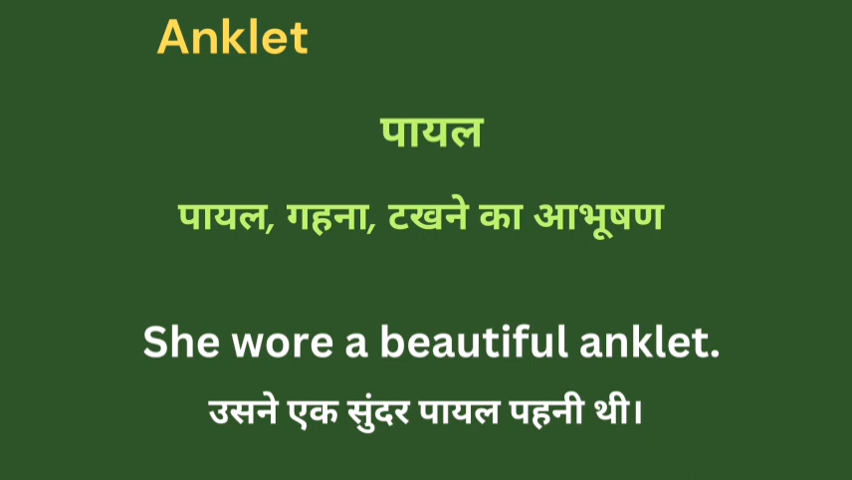 Anklet
पायल
पायल, गहना, टखने का आभूषण
She wore a beautiful anklet.
उसने एक सुंदर पायल पहनी थी।